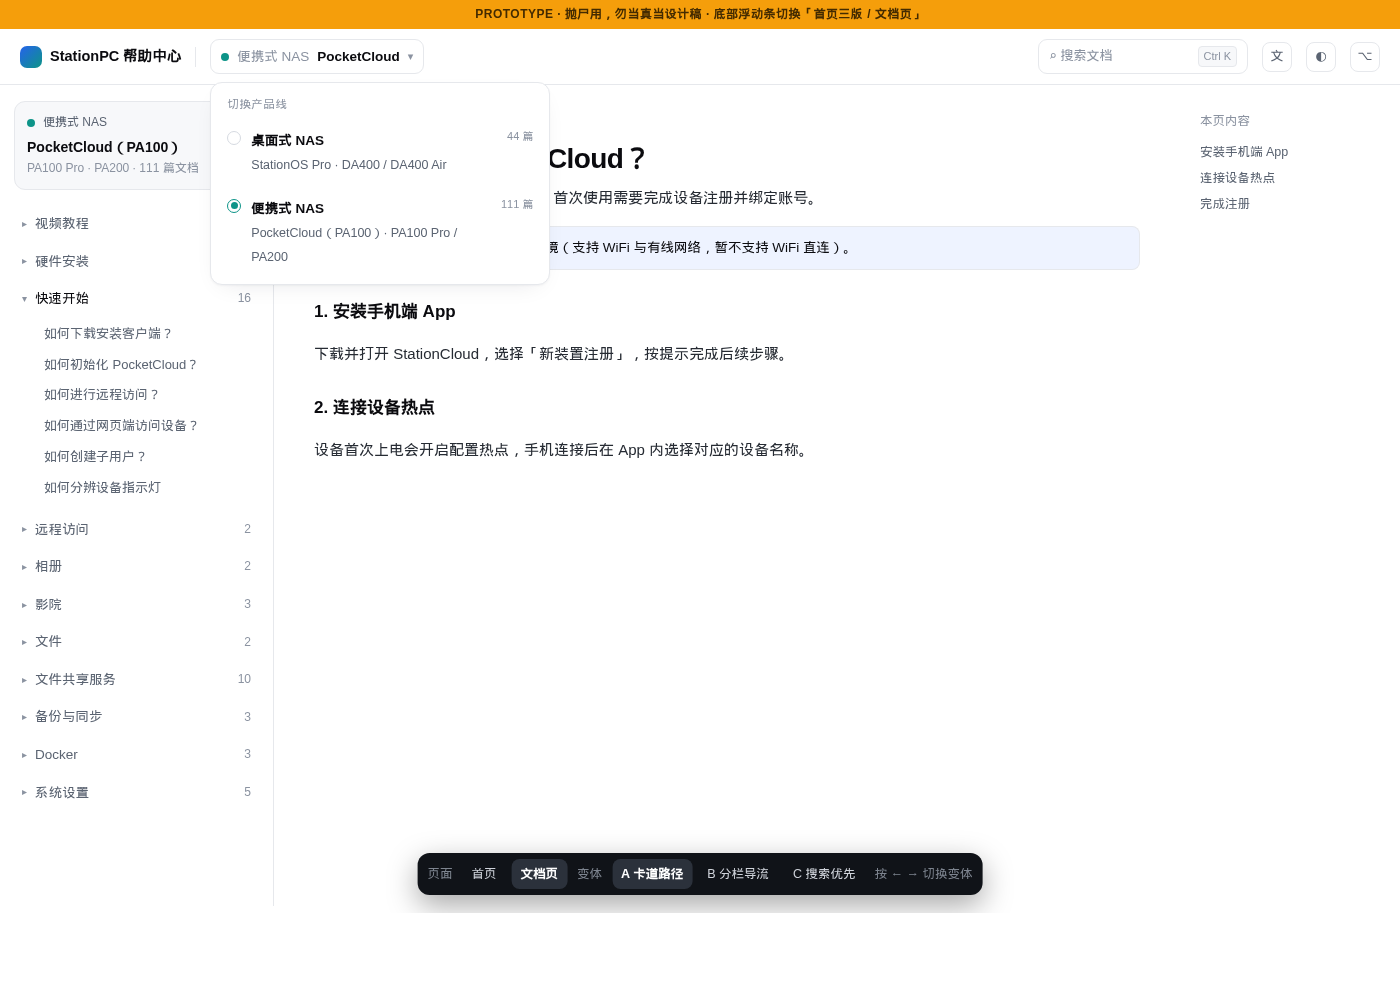 PROTOTYPE · 抛尸用，勿当真当设计稿 · 底部浮动条切换「首页三版 / 文档页」
StationPC 帮助中心
便携式 NAS PocketCloud ▾
搜索文档 Ctrl K
文 ◐ ⌥
切换产品线
桌面式 NAS 44 篇
StationOS Pro · DA400 / DA400 Air
便携式 NAS 111 篇
PocketCloud（PA100）· PA100 Pro /
PA200
便携式 NAS
PocketCloud（PA100）
PA100 Pro · PA200 · 111 篇文档
▸ 视频教程
▸ 硬件安装
▾ 快速开始 16
如何下载安装客户端？
如何初始化 PocketCloud？
如何进行远程访问？
如何通过网页端访问设备？
如何创建子用户？
如何分辨设备指示灯
▸ 远程访问 2
▸ 相册 2
▸ 影院 3
▸ 文件 2
▸ 文件共享服务 10
▸ 备份与同步 3
▸ Docker 3
▸ 系统设置 5
Cloud？
首次使用需要完成设备注册并绑定账号。
境（支持 WiFi 与有线网络，暂不支持 WiFi 直连）。
1. 安装手机端 App
下载并打开 StationCloud，选择「新装置注册」，按提示完成后续步骤。
2. 连接设备热点
设备首次上电会开启配置热点，手机连接后在 App 内选择对应的设备名称。
本页内容
安装手机端 App
连接设备热点
完成注册
页面 首页 文档页 变体 A 卡道路径 B 分栏导流 C 搜索优先 按 ← → 切换变体